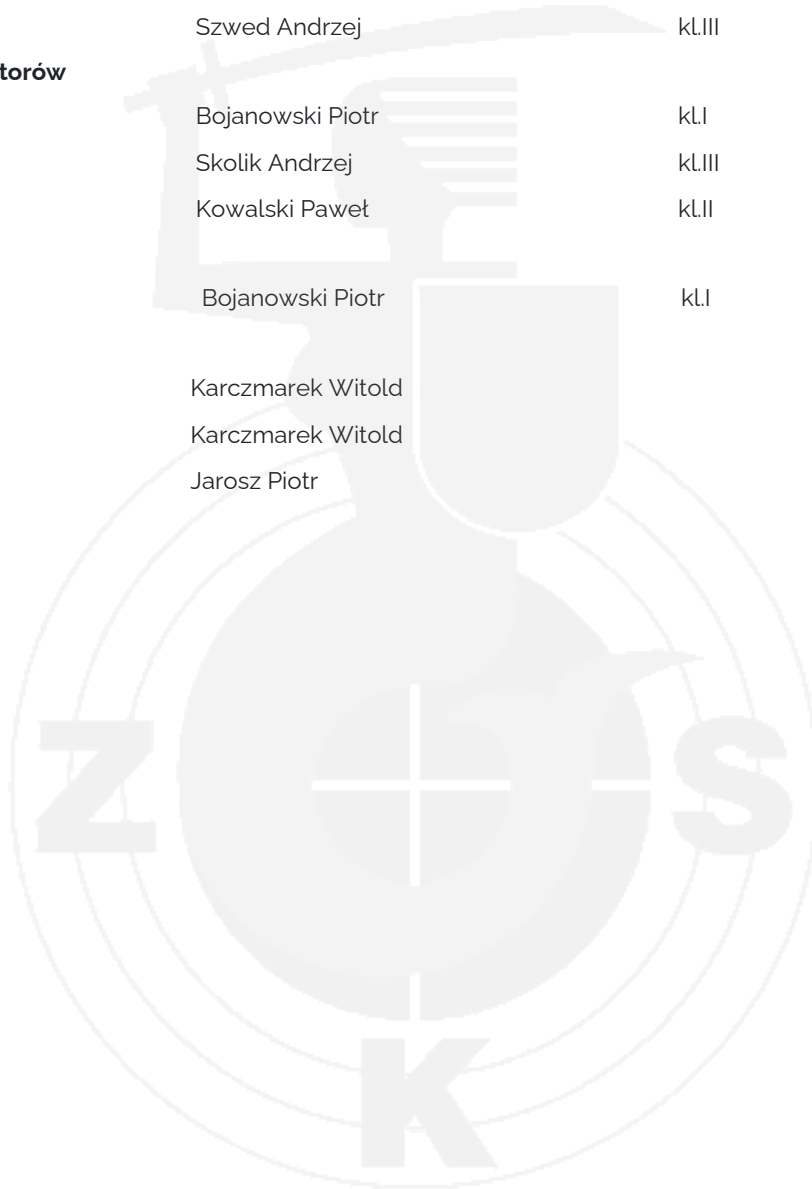 Szwed Andrzej kl.III
torów
Bojanowski Piotr kl.I
Skolik Andrzej kl.III
Kowalski Paweł kl.II
Bojanowski Piotr kl.I
Karczmarek Witold
Karczmarek Witold
Jarosz Piotr
Z S
K